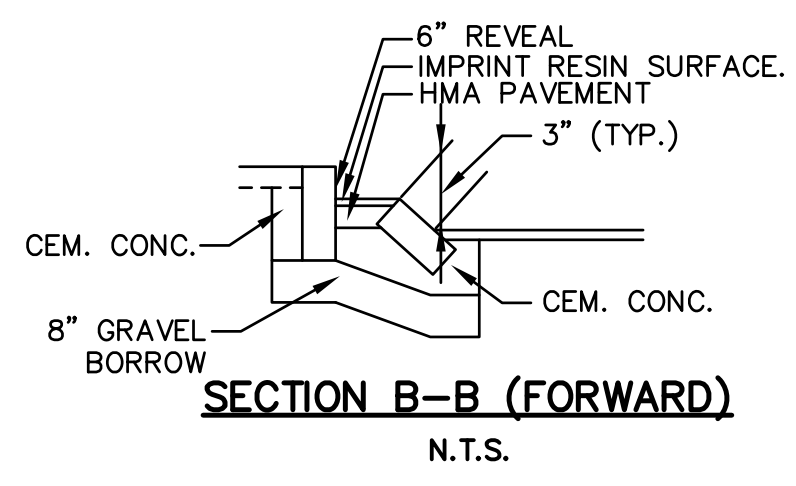 6” REVEAL
IMPRINT RESIN SURFACE.
HMA PAVEMENT
3” (TYP.)
CEM. CONC.
CEM. CONC.
8” GRAVEL
BORROW
SECTION B–B (FORWARD)
N.T.S.